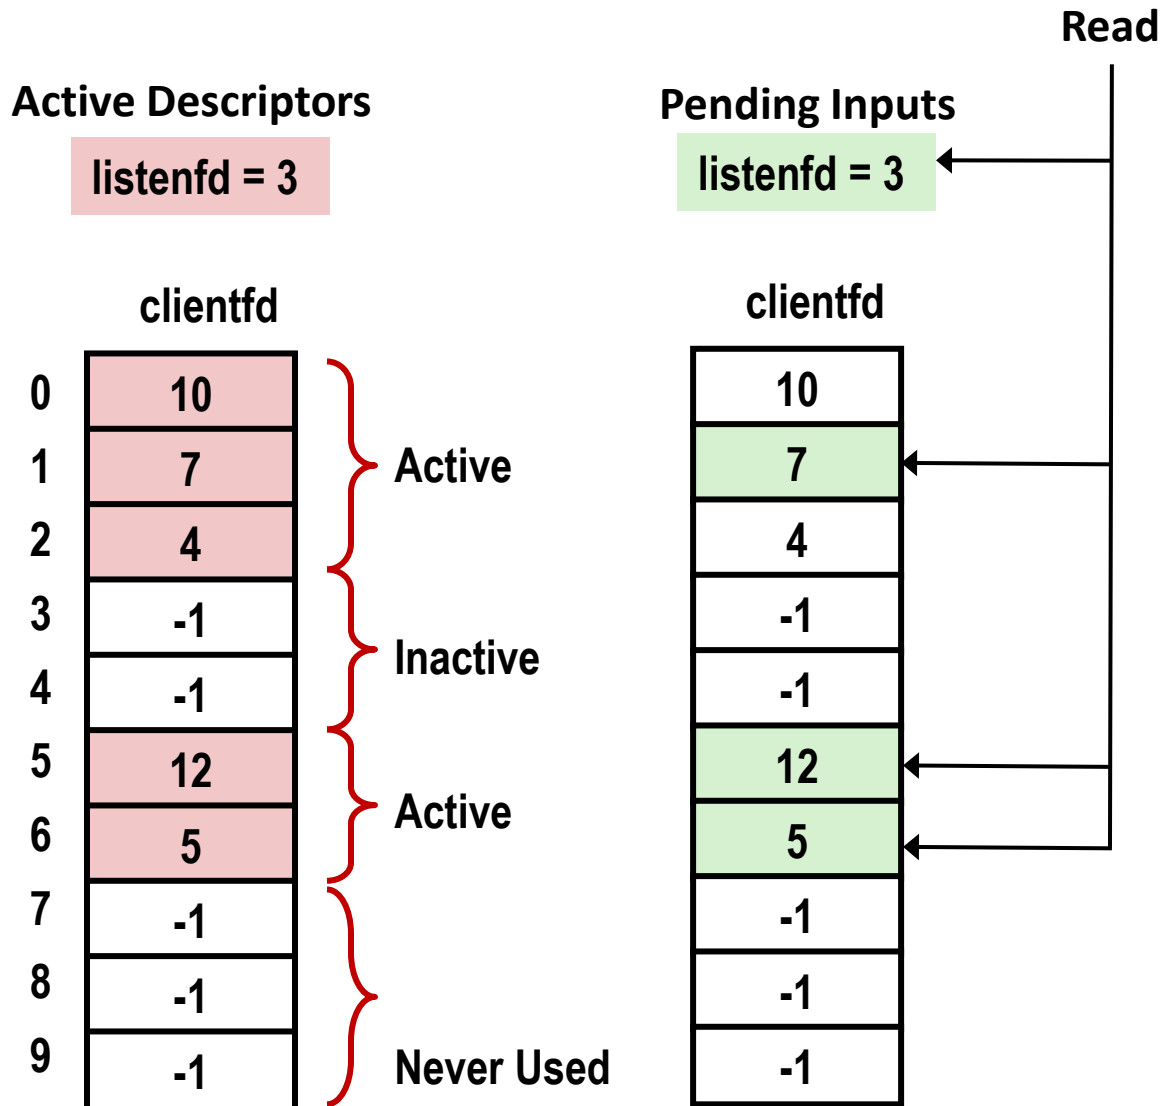 Read
Active Descriptors
Pending Inputs
listenfd = 3
listenfd = 3
clientfd
clientfd
0 10 10
1 7 Active 7
2 4 4
3 -1 -1
4 -1 Inactive -1
5 12 12
6 5 Active 5
7 -1 -1
8 -1 -1
9 -1 Never Used -1